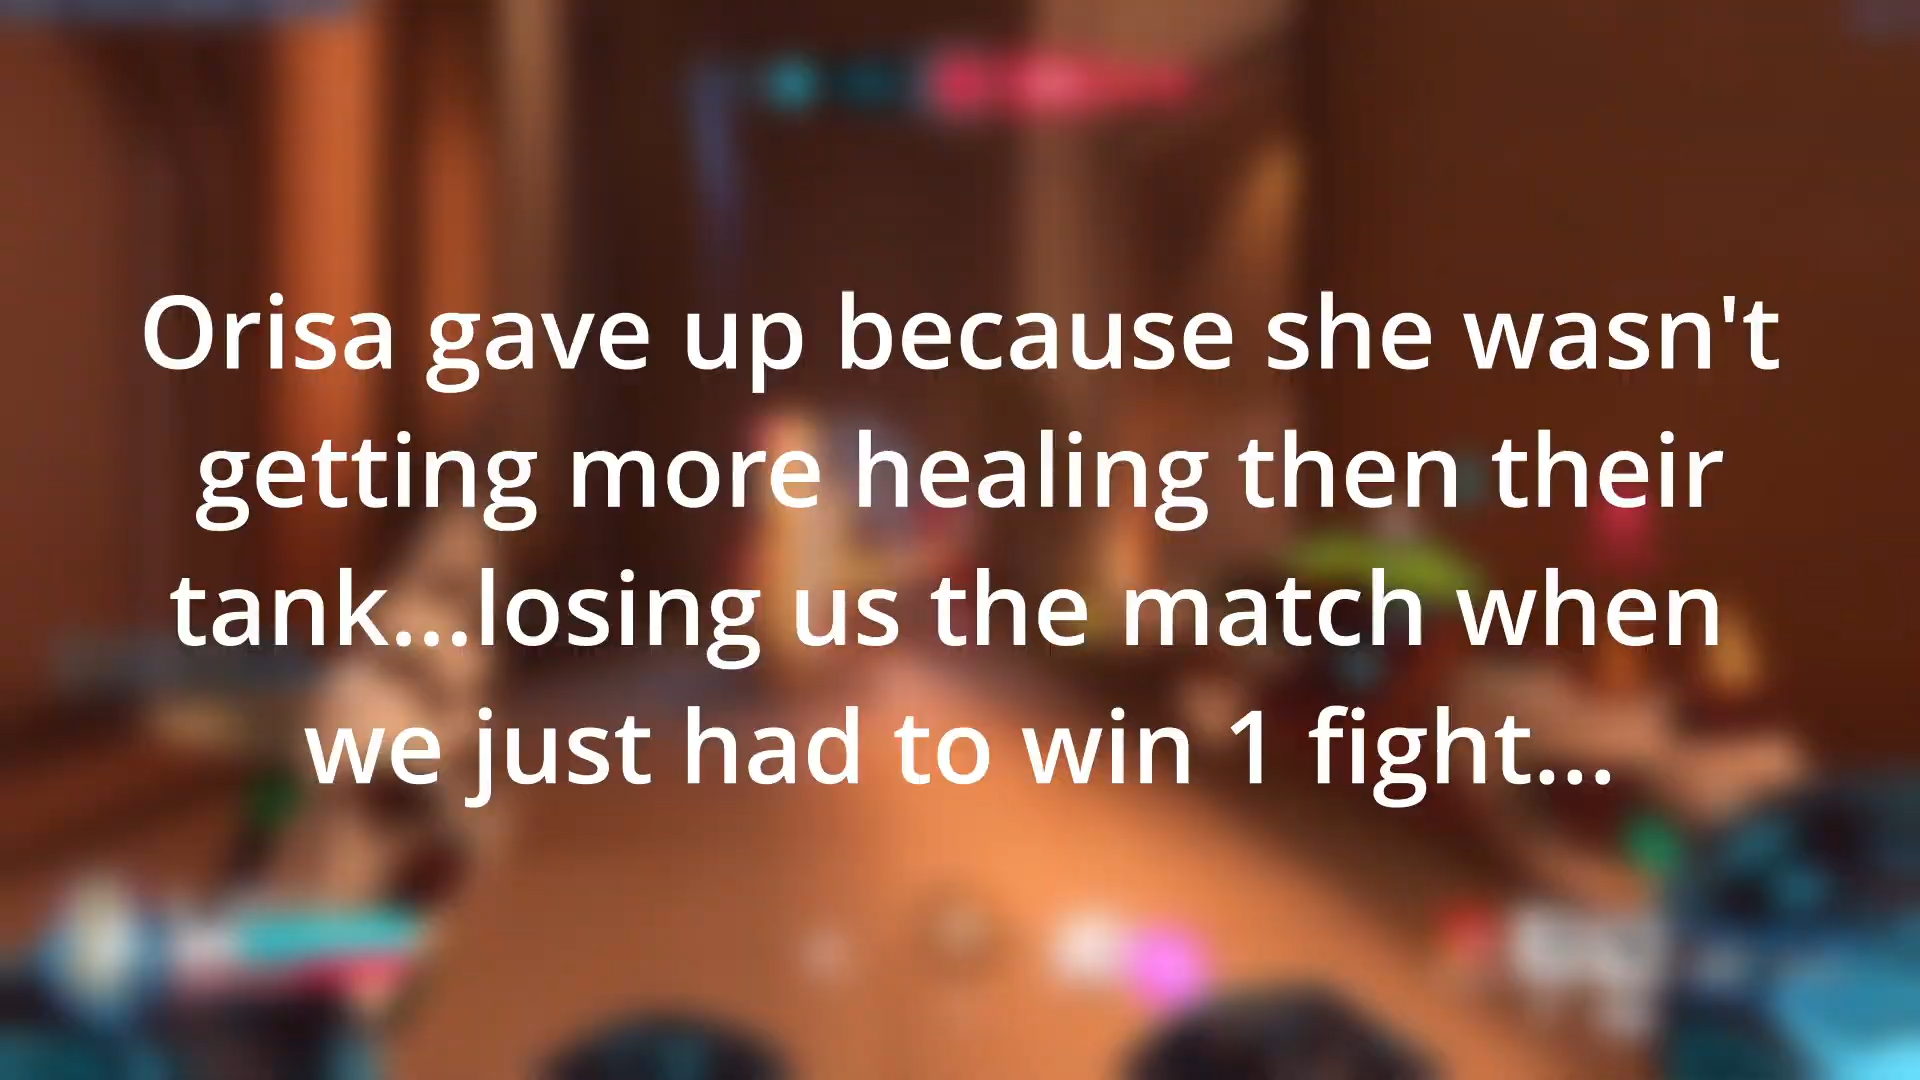 Orisa gave up because she wasn't
getting more healing then their
tank...losing us the match when
we just had to win 1 fight...